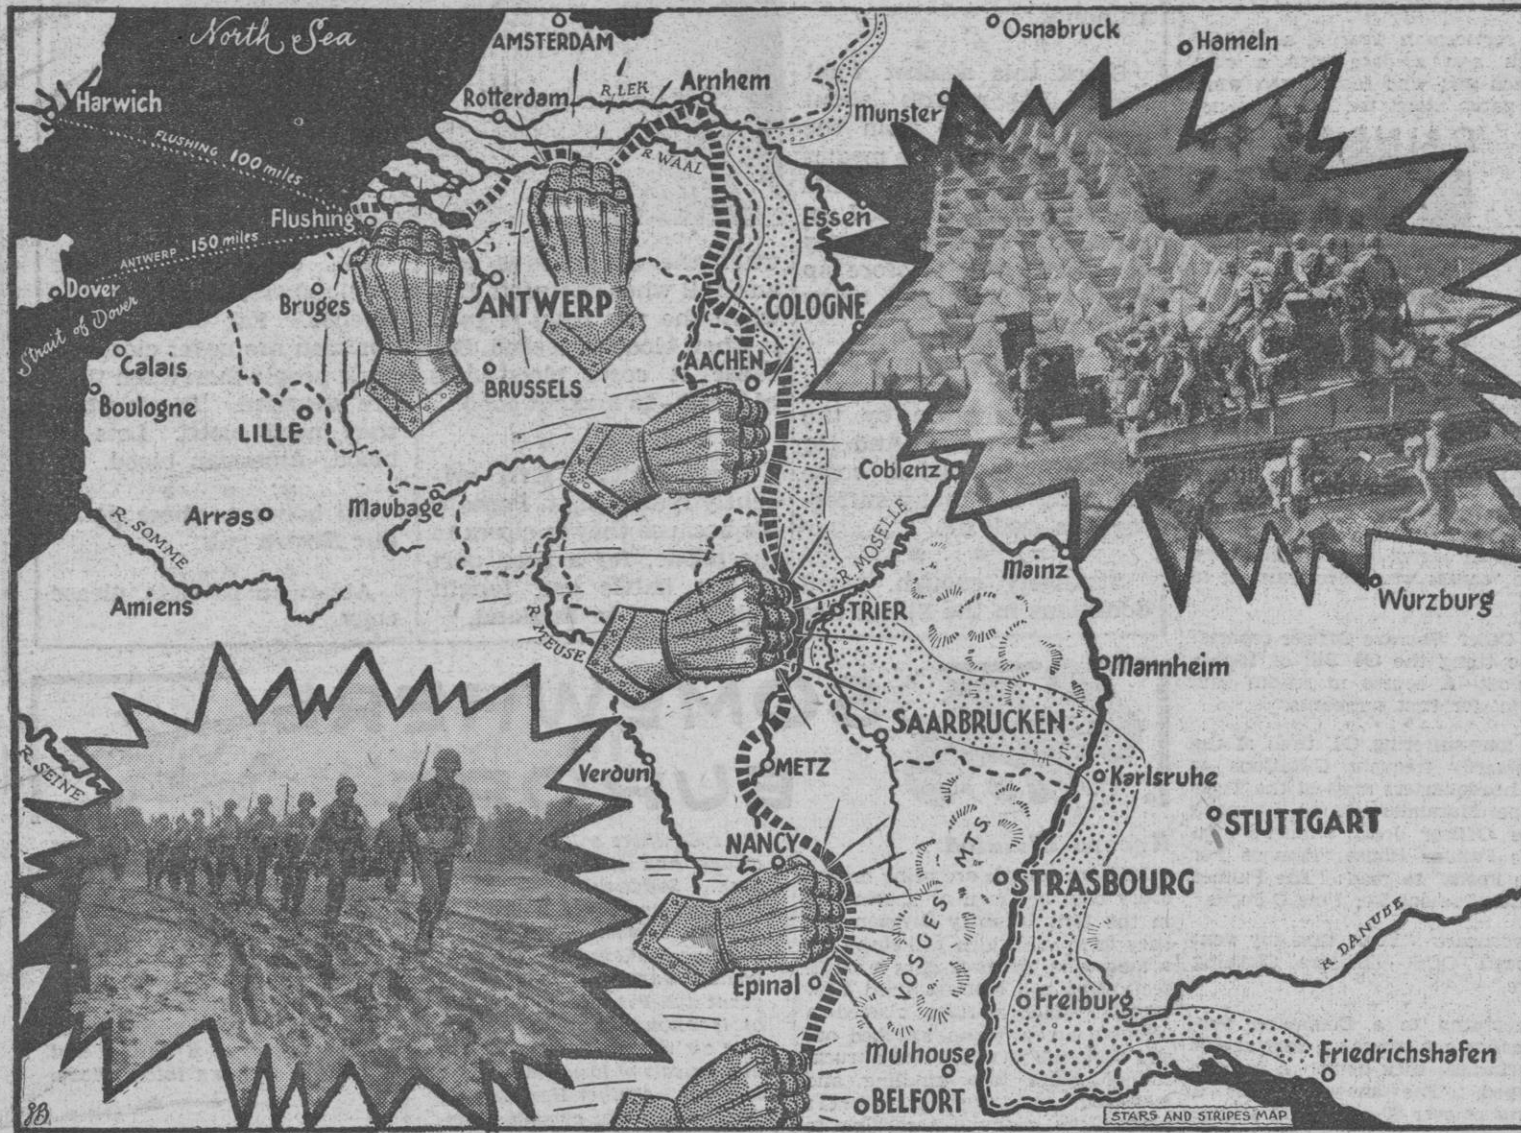 North Sea
AMSTERDAM
Osnabruck
Hameln
Harwich
Rotterdam
R. LEK
Arnhem
Munster
FLUSHING 100 miles
R. WAAL
Flushing
Essen
ANTWERP 150 miles
Dover
Strait of Dover
Bruges
ANTWERP
COLOGNE
Calais
AACHEN
BRUSSELS
Boulogne
LILLE
Coblenz
Maubage
Arras
R. SOMME
R. MOSELLE
Mainz
Amiens
TRIER
Wurzburg
R. MEUSE
Mannheim
SAARBRUCKEN
R. SEINE
Verdun
METZ
Karlsruhe
STUTTGART
NANCY
VOSGES MTS
STRASBOURG
R. DANUBE
Epinal
Freiburg
Mulhouse
Friedrichshafen
BELFORT
STARS AND STRIPES MAP